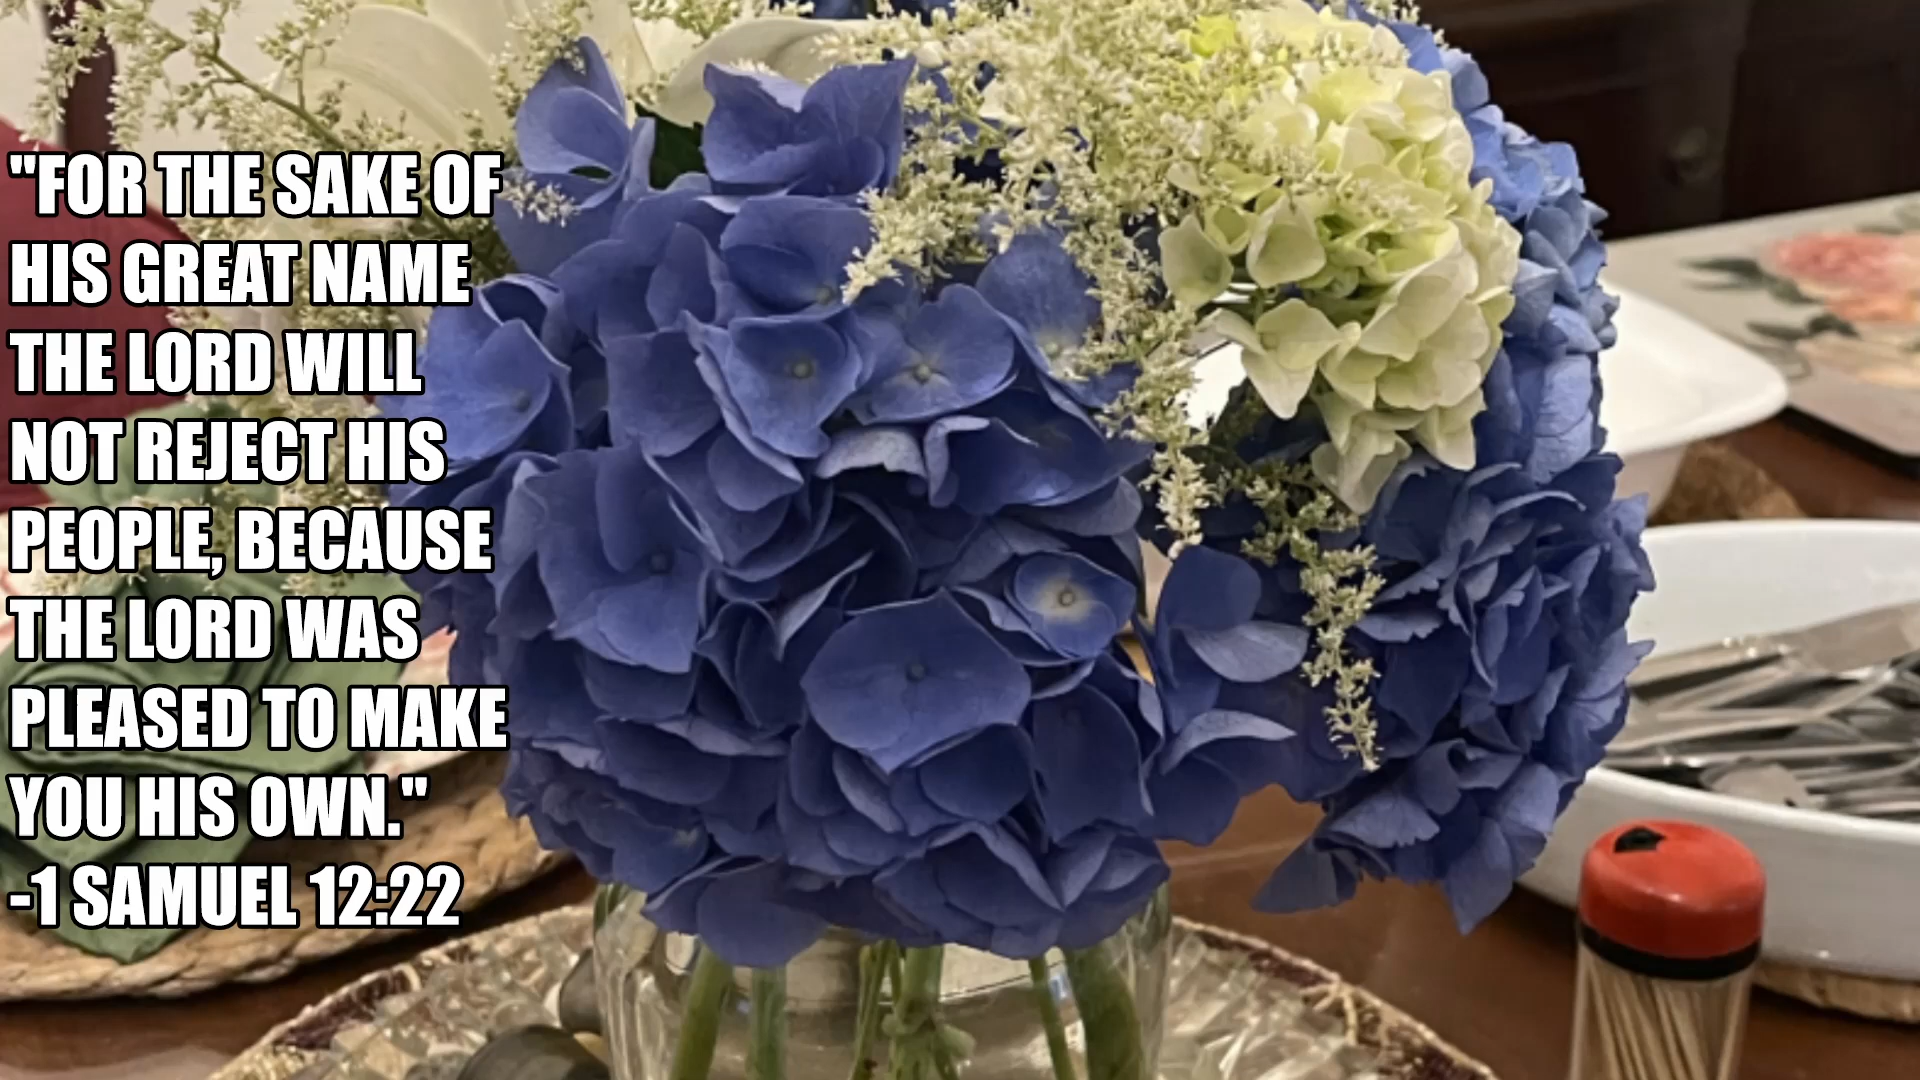 "FOR THE SAKE OF
HIS GREAT NAME
THE LORD WILL
NOT REJECT HIS
PEOPLE, BECAUSE
THE LORD WAS
PLEASED TO MAKE
YOU HIS OWN."
-1 SAMUEL 12:22